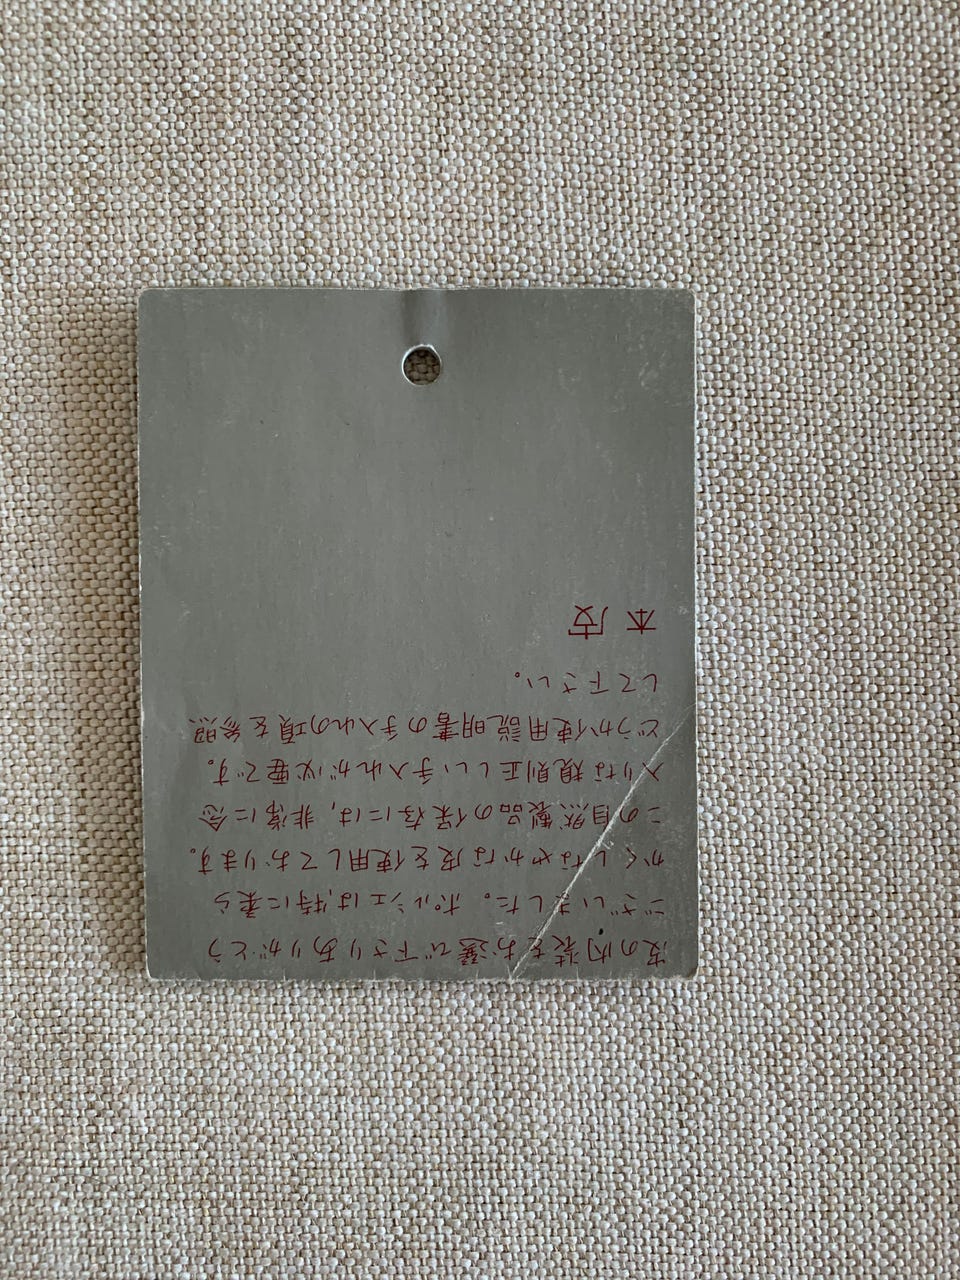 皮の内装をお選び下さりありがとう
ございました。ポルシェは,特に柔ら
かくしなやかな皮を使用しております。
この自然製品の保存には,非常に念
入りな規則正しい手入れが必要です。
どうか使用説明書の手入れの項を参照
して下さい。
本皮